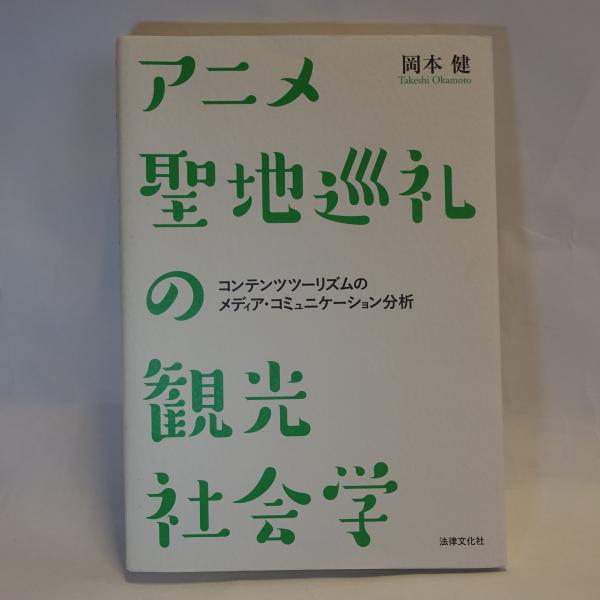 岡本 健
Takeshi Okamoto
アニメ
聖地巡礼
の
コンテンツツーリズムの
メディア・コミュニケーション分析
観光
社会学
法律文化社